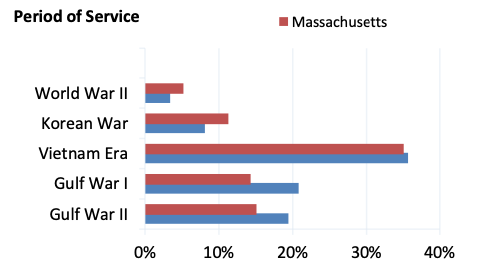 Period of Service
Massachusetts
World War II
Korean War
Vietnam Era
Gulf War I
Gulf War II
0% 10% 20% 30% 40%